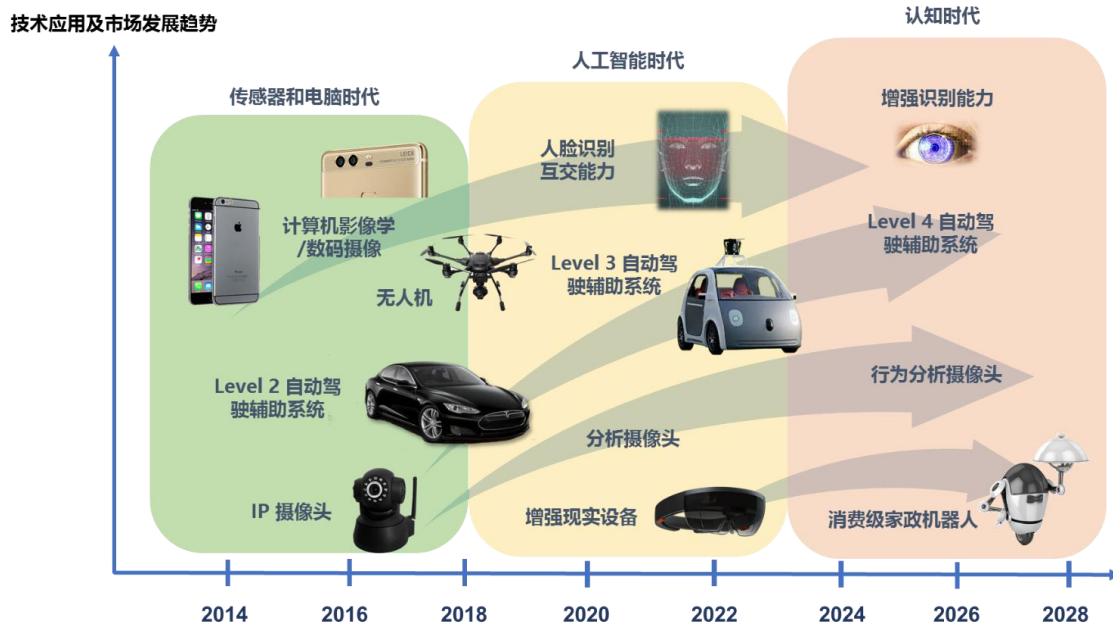 技术应用及市场发展趋势
认知时代
人工智能时代
传感器和电脑时代
增强识别能力
人脸识别
互交能力
LEICA
计算机影像学
/数码摄像
Level 4 自动驾
驶辅助系统
Level 3 自动驾
驶辅助系统
无人机
Level 2 自动驾
驶辅助系统
行为分析摄像头
分析摄像头
IP 摄像头
增强现实设备
消费级家政机器人
2014
2016
2018
2020
2022
2024
2026
2028